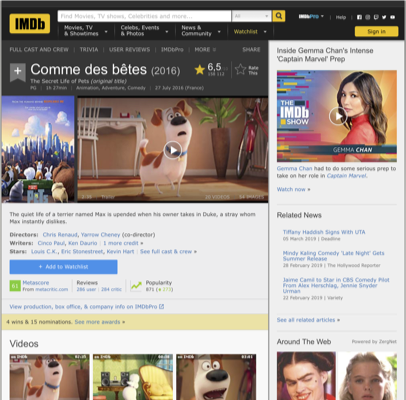 IMDb
Find Movies, TV shows, Celebrities and more...
All
IMDbPro
Help
Movies, TV & Showtimes
Celebs, Events & Photos
News & Community
Watchlist
Sign in
FULL CAST AND CREW | TRIVIA | USER REVIEWS | IMDbPro | MORE
SHARE
Comme des bêtes (2016)
The Secret Life of Pets (original title)
PG | 1h 27min | Animation, Adventure, Comedy | 27 July 2016 (France)
6,5
Rate This
The quiet life of a terrier named Max is upended when his owner takes in Duke, a stray whom Max instantly dislikes.
Directors: Chris Renaud, Yarrow Cheney (co-director)
Writers: Cinco Paul, Ken Daurio | 1 more credit »
Stars: Louis C.K., Eric Stonestreet, Kevin Hart | See full cast & crew »
+ Add to Watchlist
61
Metascore
From metacritic.com
Reviews
286 user | 284 critic
Popularity
View production, box office, & company info on IMDbPro
4 wins & 15 nominations. See more awards »
Videos
Inside Gemma Chan's Intense 'Captain Marvel' Prep
THE IMDb SHOW
GEMMA CHAN
Gemma Chan had to do some serious prep to take on her role in Captain Marvel.
Watch now »
Related News
Tiffany Haddish Signs With UTA
05 March 2019 | Deadline
Mindy Kaling Comedy 'Late Night' Gets Summer Release
28 February 2019 | The Hollywood Reporter
Jaime Camil to Star in CBS Comedy Pilot From Alex Herschlag, Jennie Snyder Urman
22 February 2019 | Variety
See all related articles »
Around The Web
Powered by ZergNet